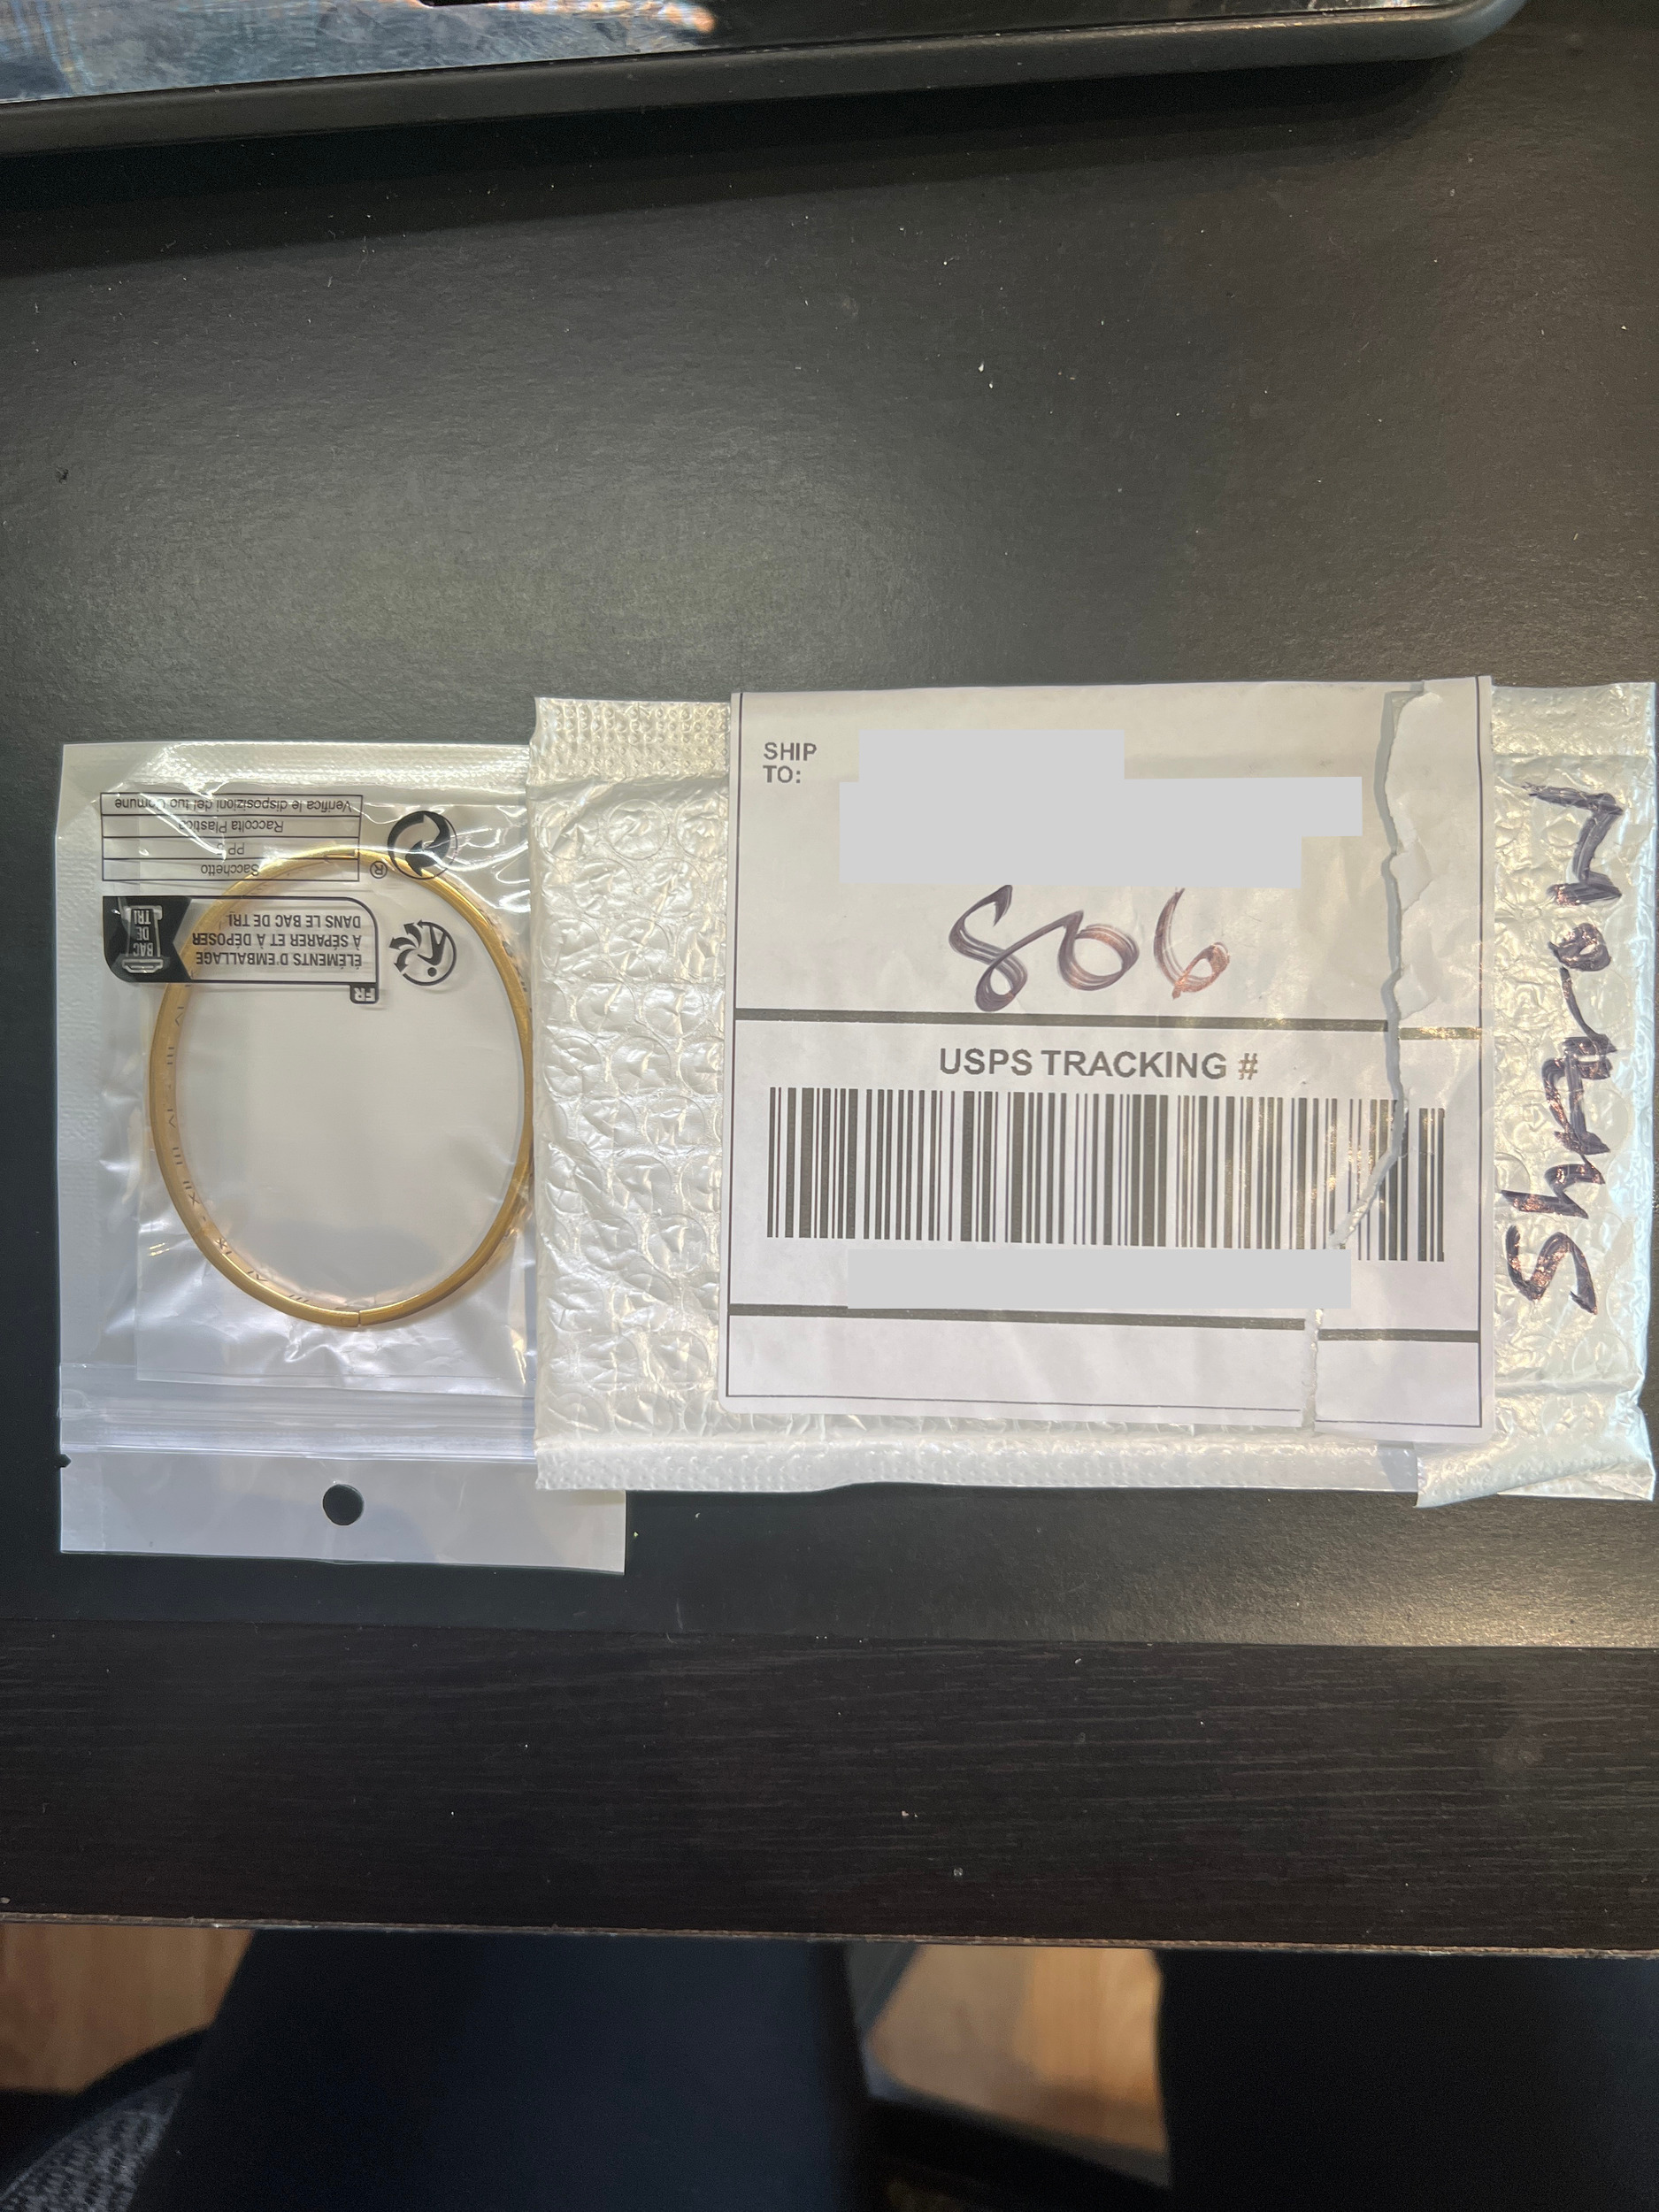 SHIP
TO:
806
USPS TRACKING #
Sacchetto
PP 5
Raccolta Plastica
Verifica le disposizioni del tuo Comune
FR
ÉLÉMENTS D'EMBALLAGE
À SÉPARER ET À DÉPOSER
DANS LE BAC DE TRI
BAC
DE
TRI